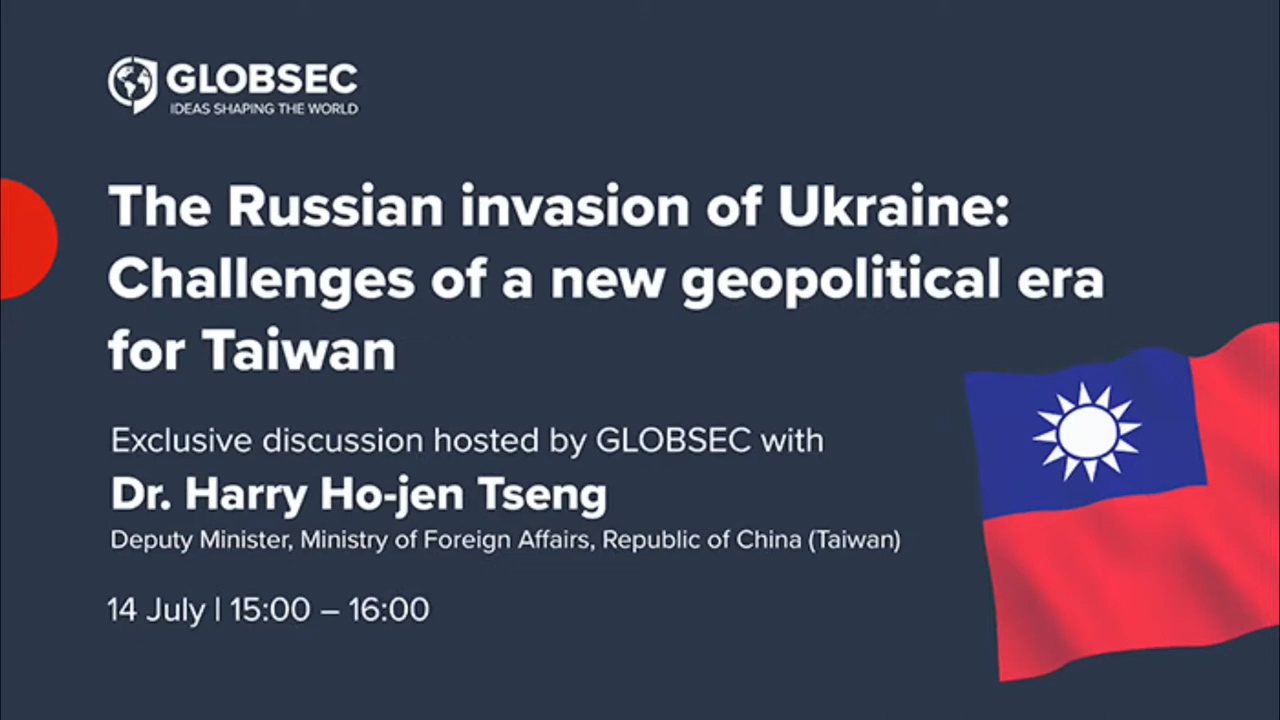 GLOBSEC
IDEAS SHAPING THE WORLD
The Russian invasion of Ukraine:
Challenges of a new geopolitical era
for Taiwan
Exclusive discussion hosted by GLOBSEC with
Dr. Harry Ho-jen Tseng
Deputy Minister, Ministry of Foreign Affairs, Republic of China (Taiwan)
14 July | 15:00 – 16:00